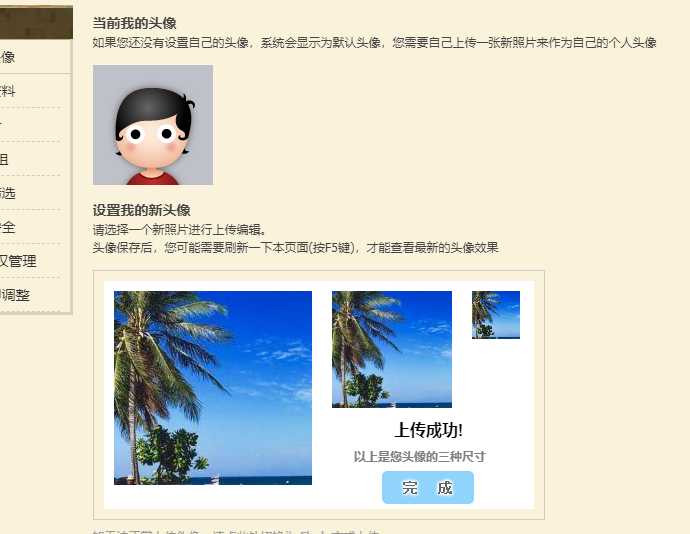 当前我的头像
如果您还没有设置自己的头像，系统会显示为默认头像，您需要自己上传一张新照片来作为自己的个人头像
像
资料
组
筛选
安全
权管理
调整
设置我的新头像
请选择一个新照片进行上传编辑。
头像保存后，您可能需要刷新一下本页面(按F5键)，才能查看最新的头像效果
上传成功!
以上是您头像的三种尺寸
完 成